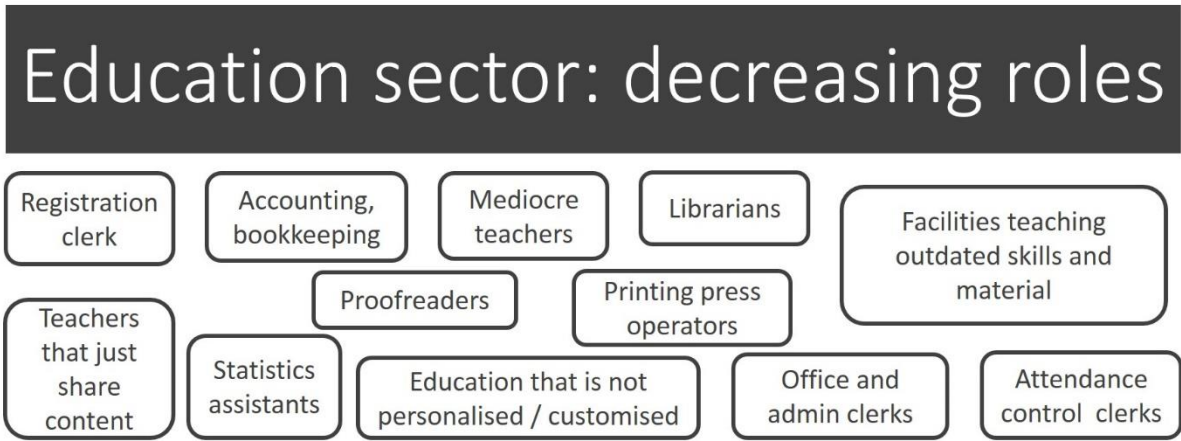 Education sector: decreasing roles
Registration
clerk
Accounting,
bookkeeping
Mediocre
teachers
Librarians
Facilities teaching
outdated skills and
material
Proofreaders
Printing press
operators
Teachers
that just
share
content
Statistics
assistants
Education that is not
personalised / customised
Office and
admin clerks
Attendance
control clerks